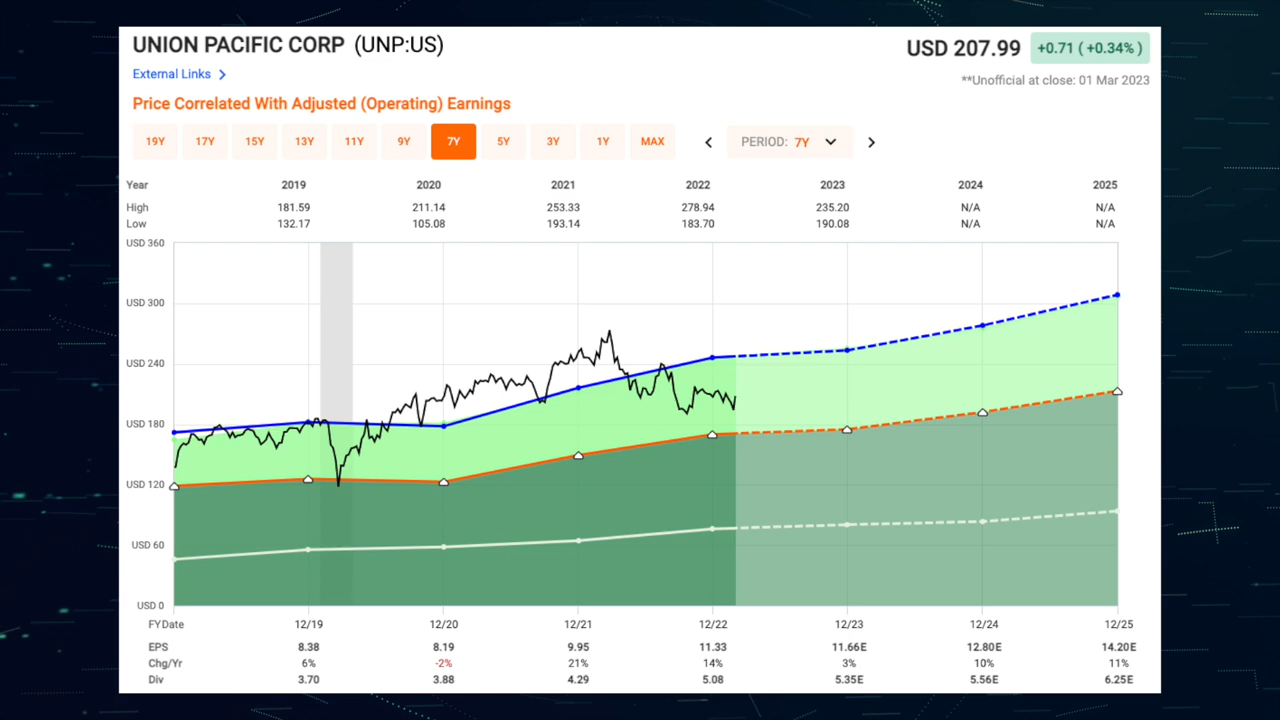 UNION PACIFIC CORP (UNP:US)
USD 207.99 +0.71 ( +0.34% )
External Links
**Unofficial at close: 01 Mar 2023
Price Correlated With Adjusted (Operating) Earnings
19Y 17Y 15Y 13Y 11Y 9Y 7Y 5Y 3Y 1Y MAX PERIOD: 7Y
Year 2019 2020 2021 2022 2023 2024 2025
High 181.59 211.14 253.33 278.94 235.20 N/A N/A
Low 132.17 105.08 193.14 183.70 190.08 N/A N/A
USD 360
USD 300
USD 240
USD 180
USD 120
USD 60
USD 0
FY Date 12/19 12/20 12/21 12/22 12/23 12/24 12/25
EPS 8.38 8.19 9.95 11.33 11.66E 12.80E 14.20E
Chg/Yr 6% -2% 21% 14% 3% 10% 11%
Div 3.70 3.88 4.29 5.08 5.35E 5.56E 6.25E